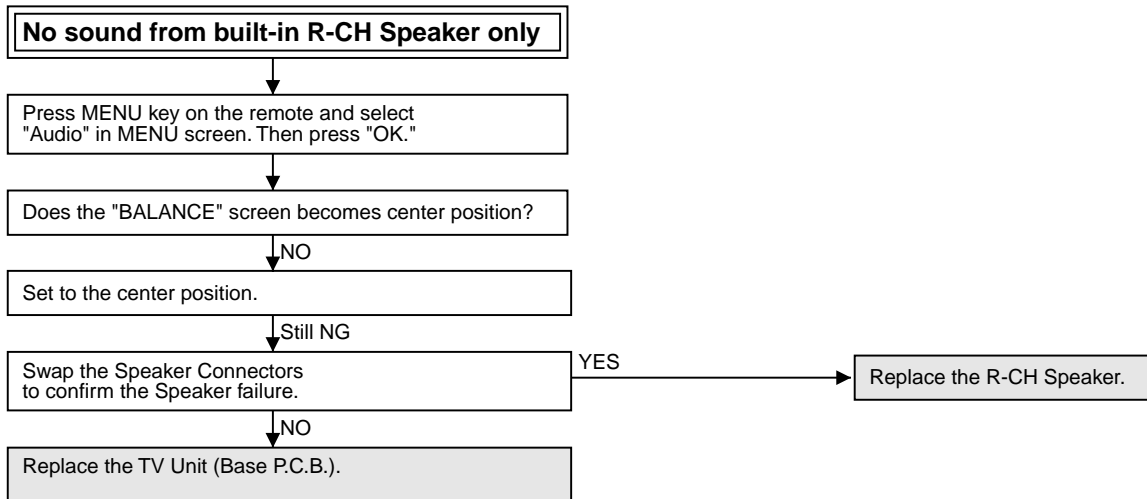 No sound from built-in R-CH Speaker only
Press MENU key on the remote and select
"Audio" in MENU screen. Then press "OK."
Does the "BALANCE" screen becomes center position?
NO
Set to the center position.
Still NG
Swap the Speaker Connectors
to confirm the Speaker failure.
YES
Replace the R-CH Speaker.
NO
Replace the TV Unit (Base P.C.B.).